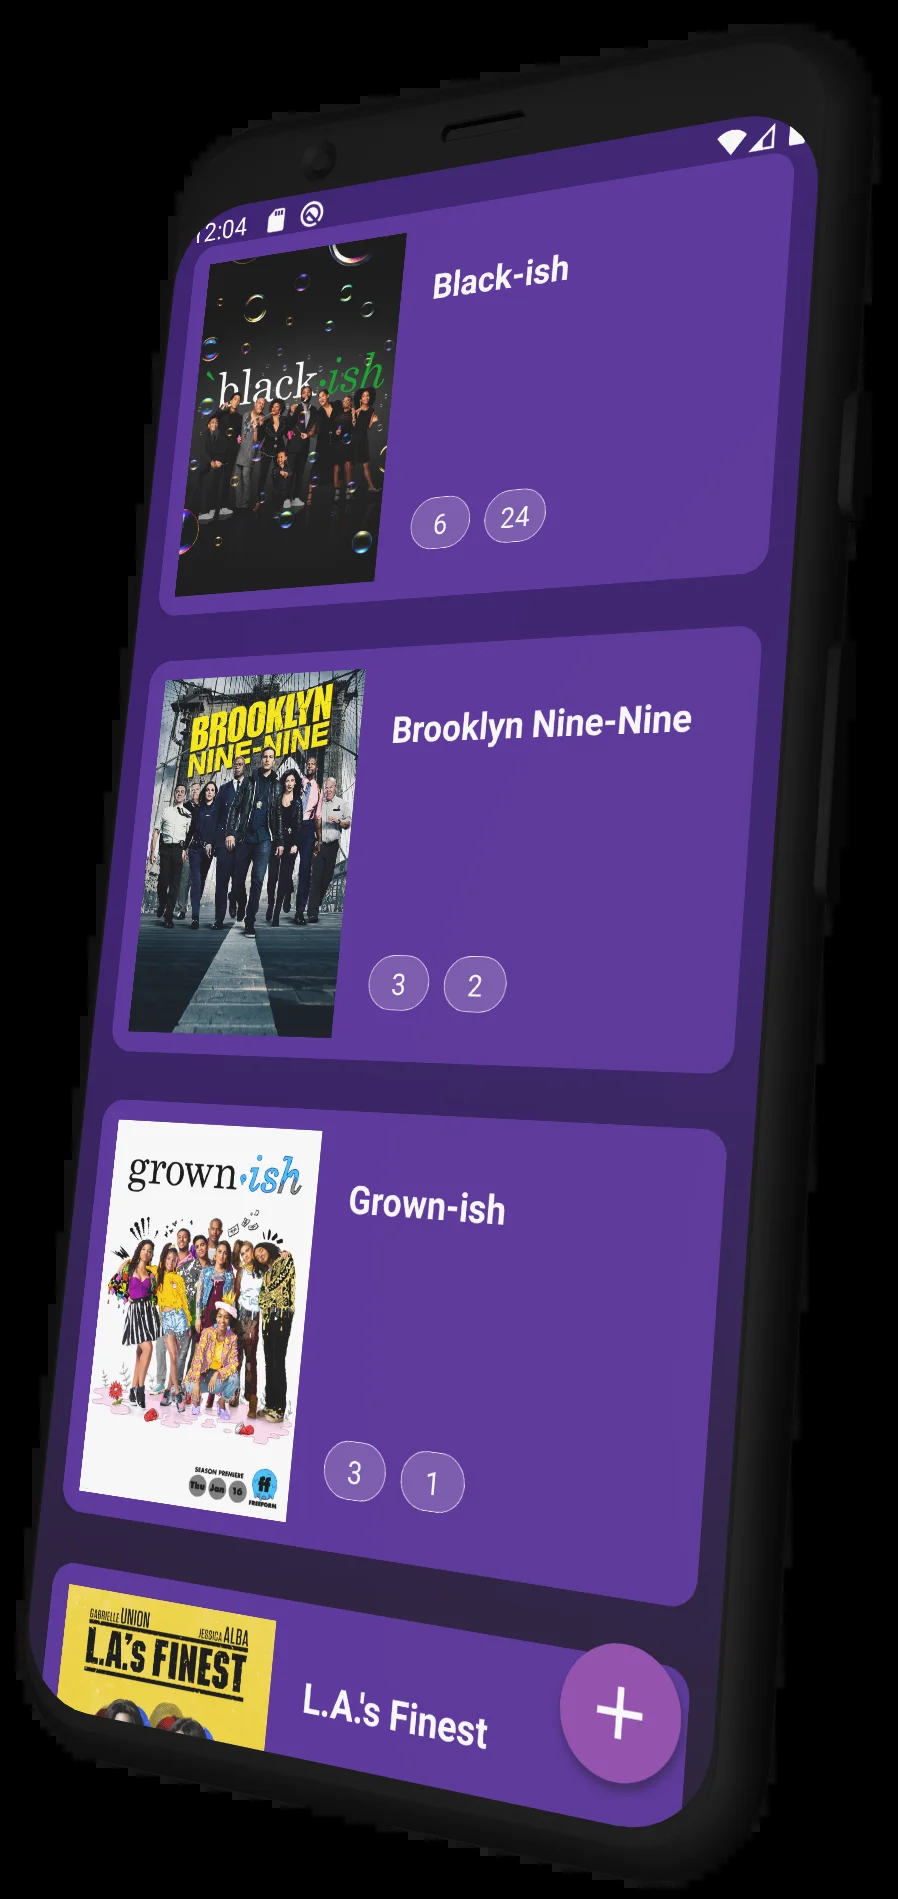 12:04
Black-ish
`black·ish
6 24
BROOKLYN
NINE-NINE
Brooklyn Nine-Nine
3 2
grown·ish
Grown-ish
SEASON PREMIERE
Thu Jan 16
ff
FREEFORM
3 1
GABRIELLE UNION
JESSICA ALBA
L.A.'s FINEST
L.A.'s Finest
+